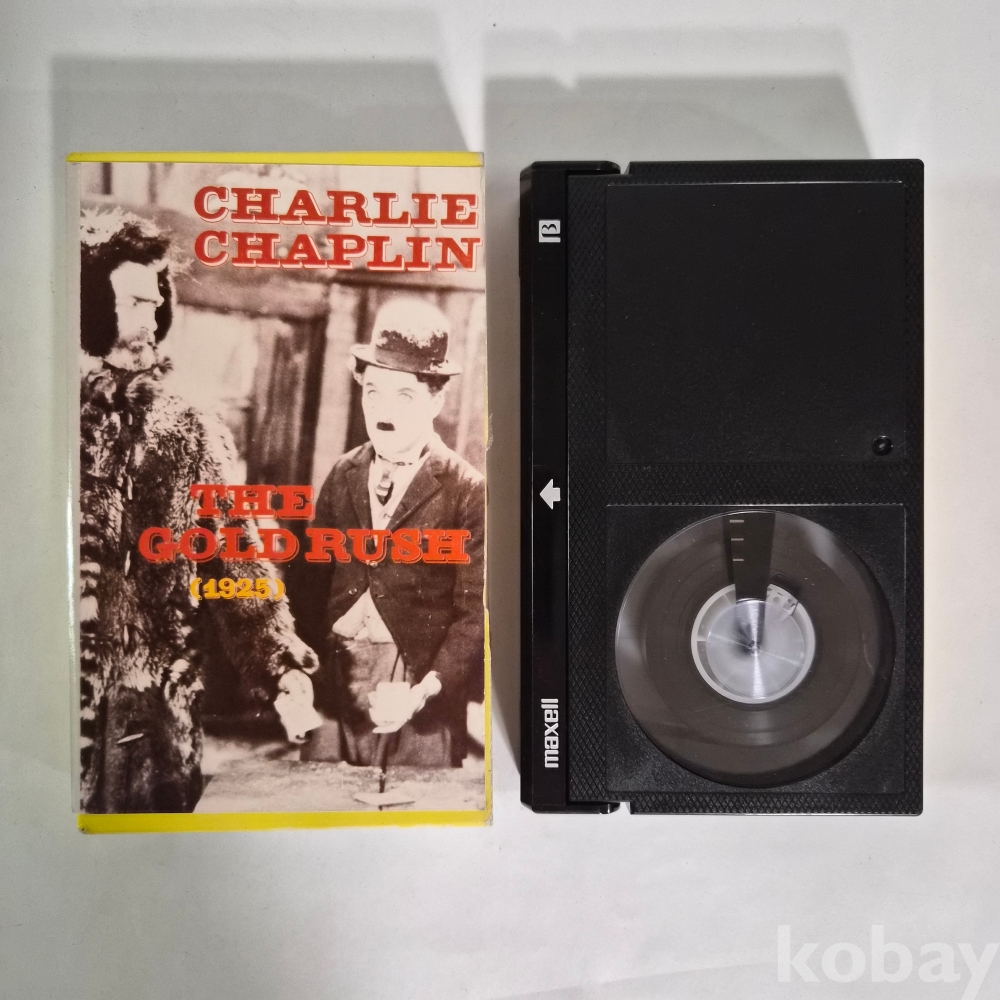 CHARLIE
CHAPLIN
THE
GOLD RUSH
(1925)
β
maxell
kobay